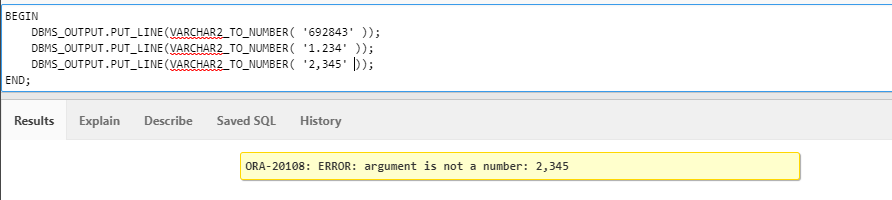 BEGIN
DBMS_OUTPUT.PUT_LINE(VARCHAR2_TO_NUMBER( '692843' ));
DBMS_OUTPUT.PUT_LINE(VARCHAR2_TO_NUMBER( '1.234' ));
DBMS_OUTPUT.PUT_LINE(VARCHAR2_TO_NUMBER( '2,345' ));
END;
Results Explain Describe Saved SQL History
ORA-20108: ERROR: argument is not a number: 2,345